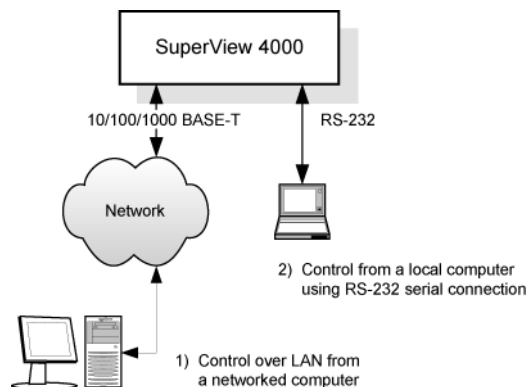 SuperView 4000
10/100/1000 BASE-T
RS-232
Network
2) Control from a local computer
using RS-232 serial connection
1) Control over LAN from
a networked computer